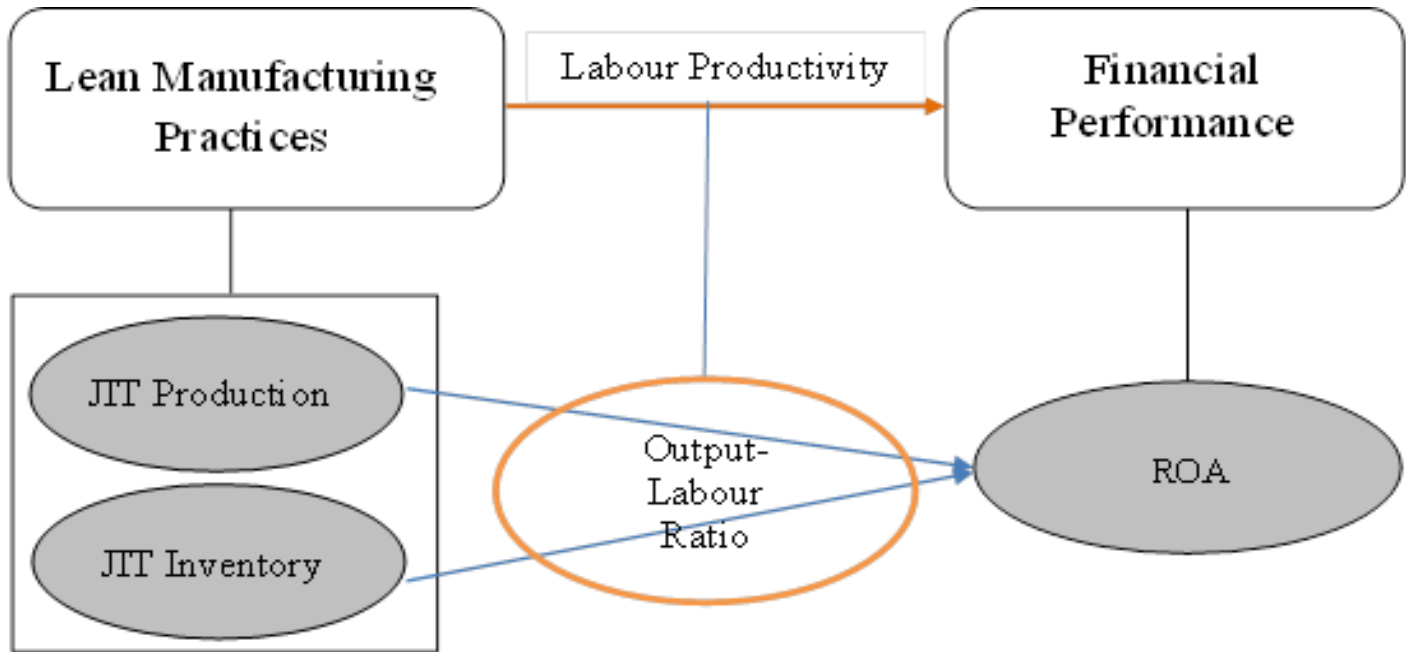 Lean Manufacturing
Practices
Labour Productivity
Financial
Performance
JIT Production
JIT Inventory
Output-
Labour
Ratio
ROA